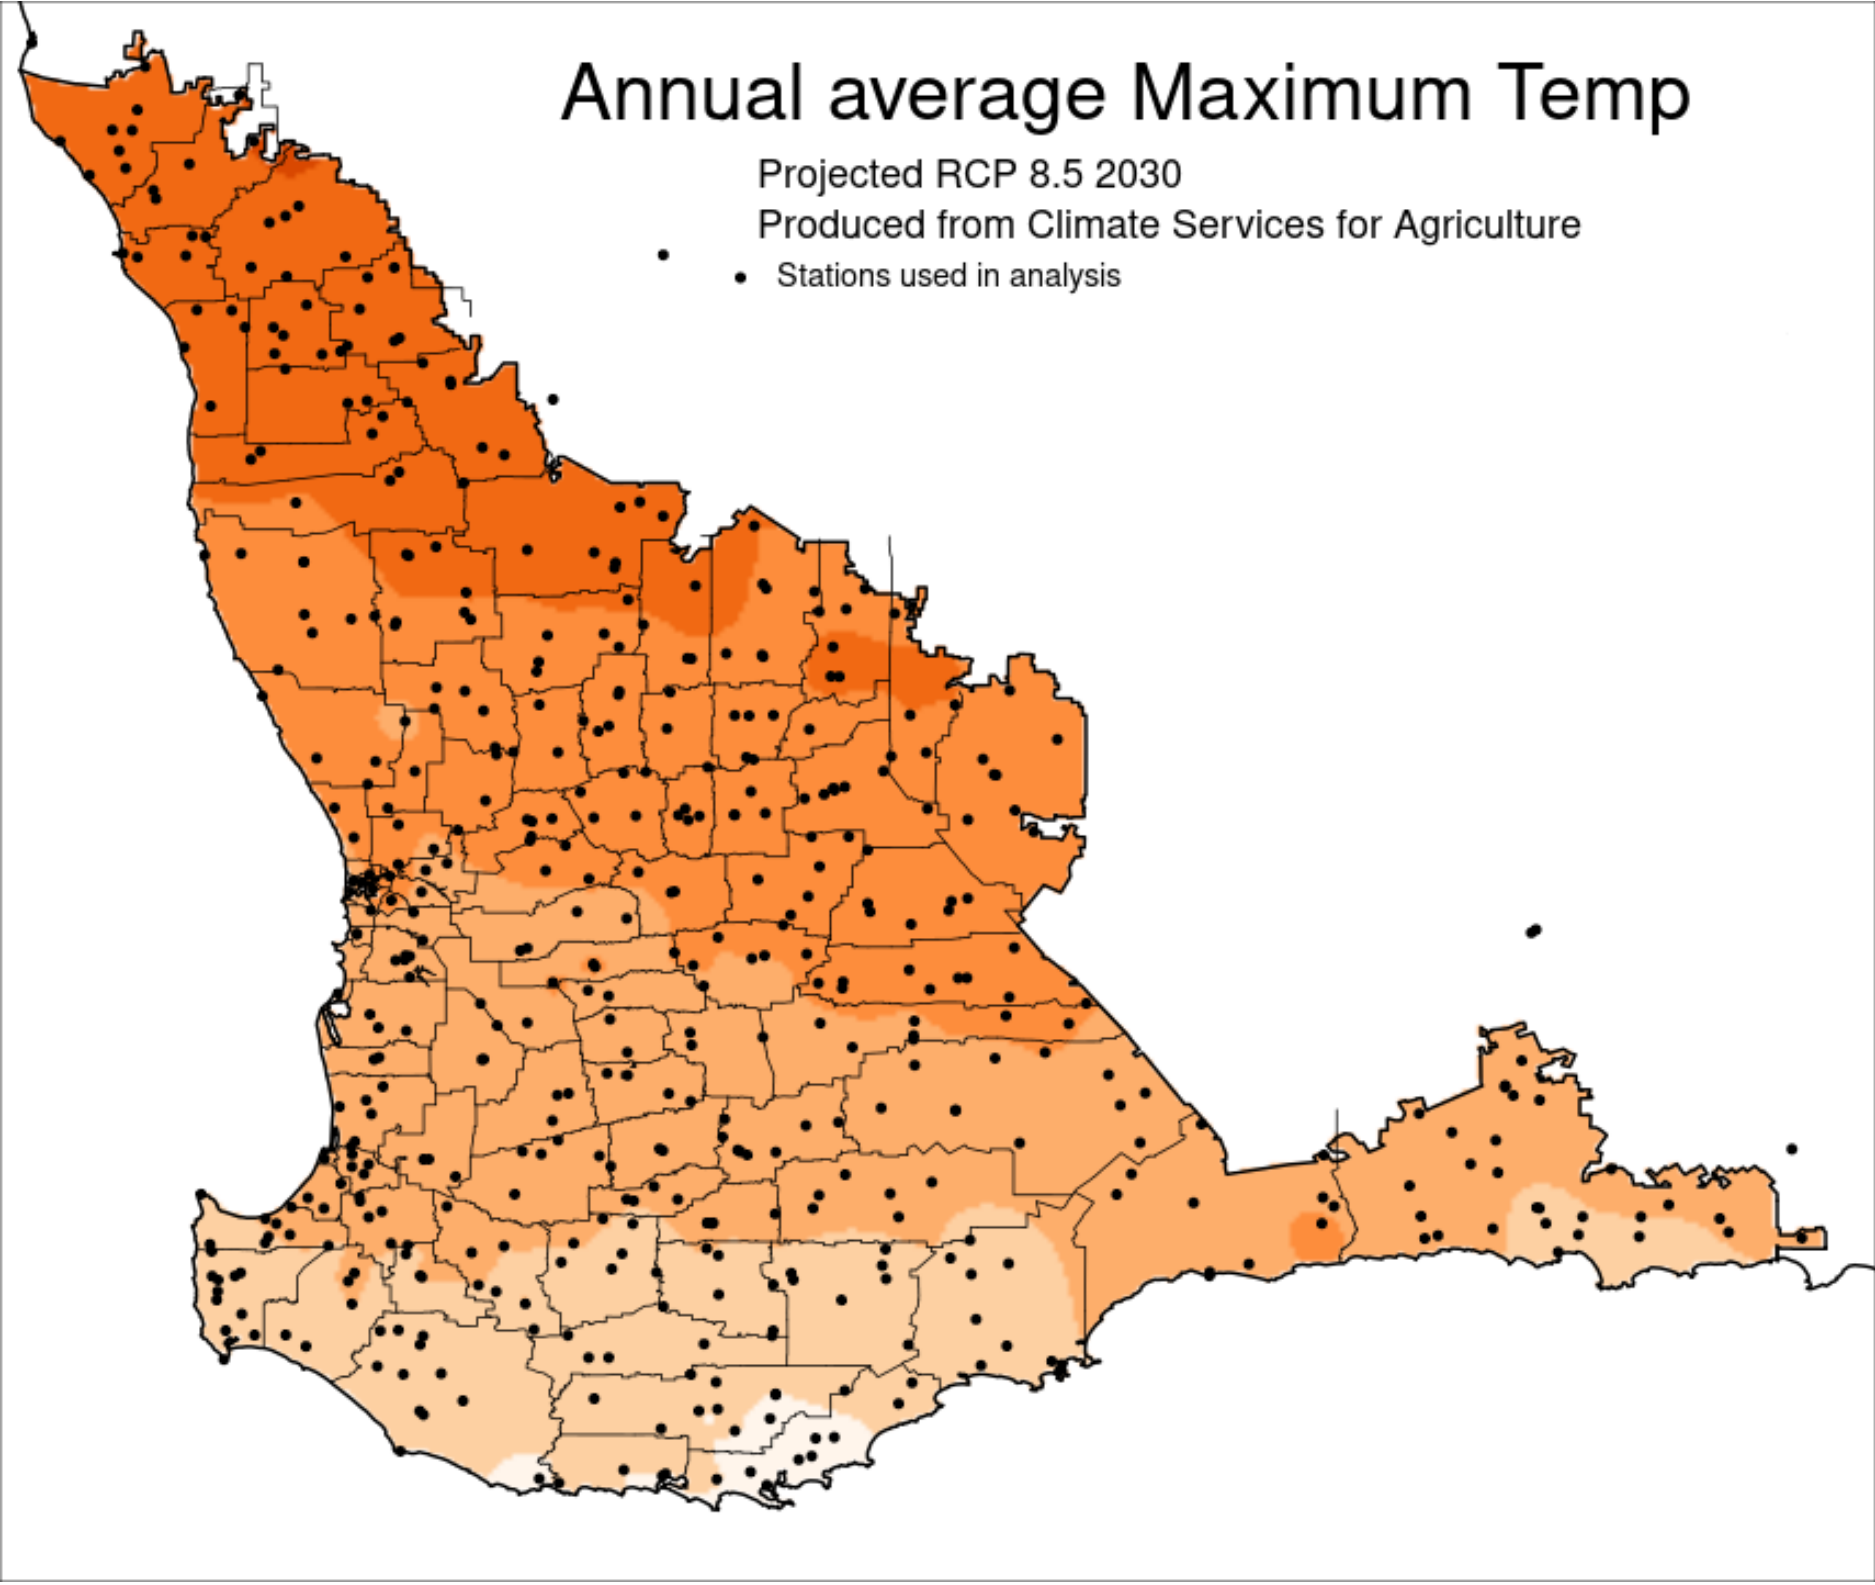 Annual average Maximum Temp
Projected RCP 8.5 2030
Produced from Climate Services for Agriculture
Stations used in analysis